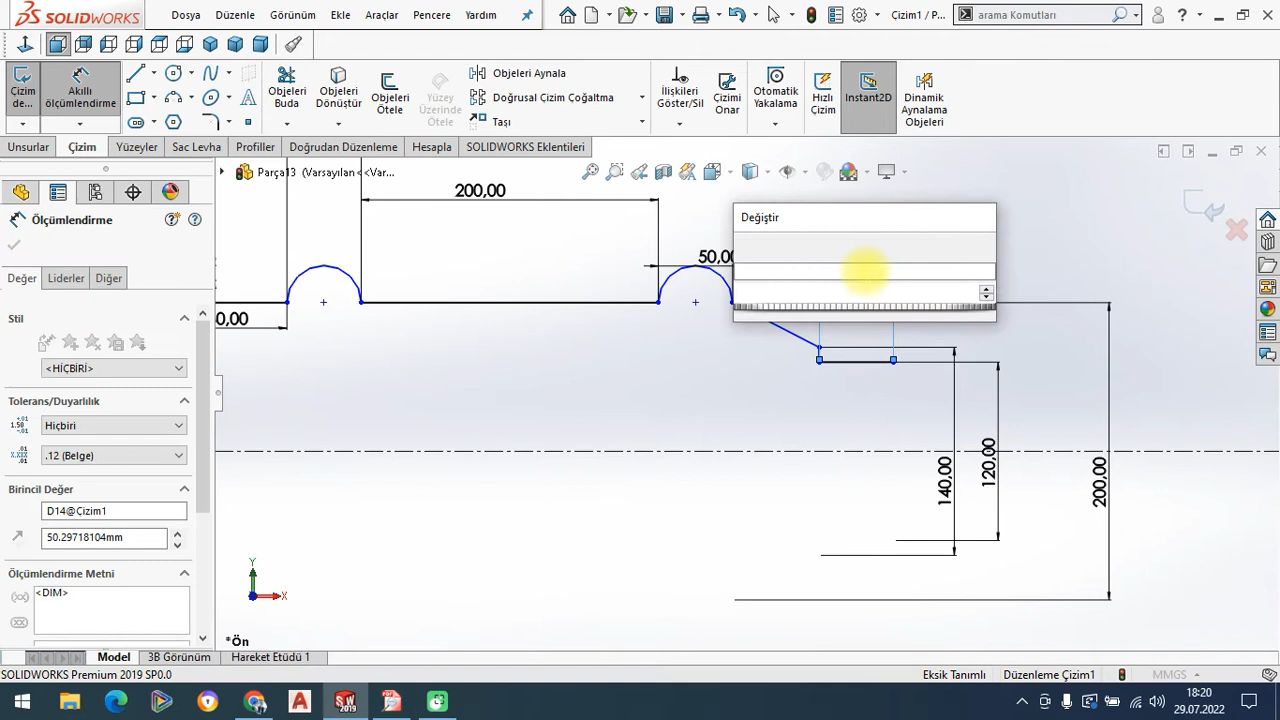 SOLIDWORKS
Dosya Düzenle Görünüm Ekle Araçlar Pencere Yardım
Çizim1 / P...
arama Komutları
Çizim de...
Akıllı ölçümlendirme
Objeleri Buda
Objeleri Dönüştür
Objeleri Ötele
Yüzey Üzerinde Ötele
Objeleri Aynala
Doğrusal Çizim Çoğaltma
Taşı
İlişkileri Göster/Sil
Çizimi Onar
Otomatik Yakalama
Hızlı Çizim
Instant2D
Dinamik Aynalama Objeleri
Unsurlar Çizim Yüzeyler Sac Levha Profiller Doğrudan Düzenleme Hesapla SOLIDWORKS Eklentileri
Parça13 (Varsayılan<<Var...
Ölçümlendirme
Değer Liderler Diğer
Stil
<HİÇBİRİ>
Tolerans/Duyarlılık
Hiçbiri
.12 (Belge)
Birincil Değer
D14@Çizim1
50.29718104mm
Ölçümlendirme Metni
<DIM>
200,00
50,00
0,00
Değiştir
140,00
120,00
200,00
Y
X
*Ön
Model 3B Görünüm Hareket Etüdü 1
SOLIDWORKS Premium 2019 SP0.0
Eksik Tanımlı Düzenleme Çizim1 MMGS
18:20
29.07.2022